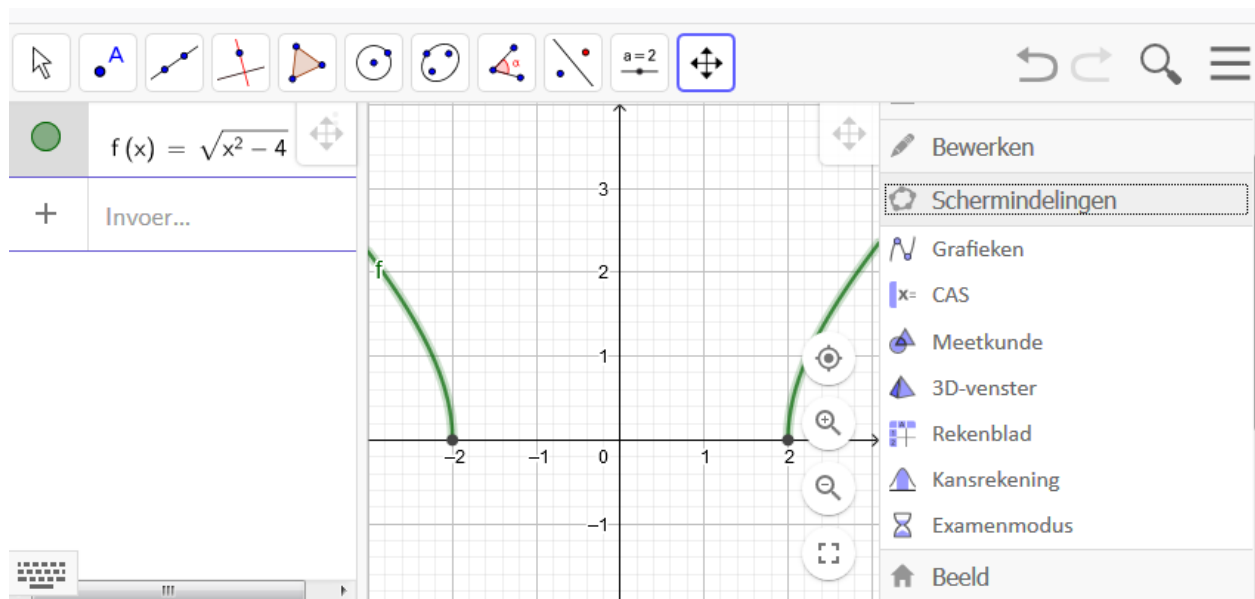 A
α
a=2
f(x) = √x² − 4
Invoer...
3
2
1
−1
−2
−1
0
1
2
f
Bewerken
Schermindelingen
Grafieken
x= CAS
Meetkunde
3D-venster
Rekenblad
Kansrekening
Examenmodus
Beeld